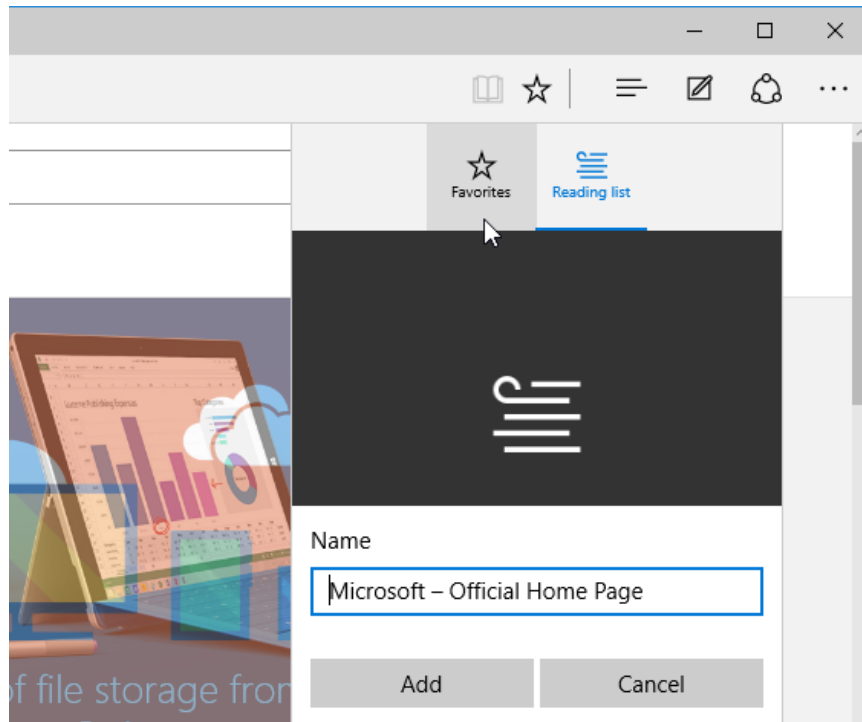 Favorites
Reading list
Name
Microsoft – Official Home Page
Add
Cancel
of file storage from